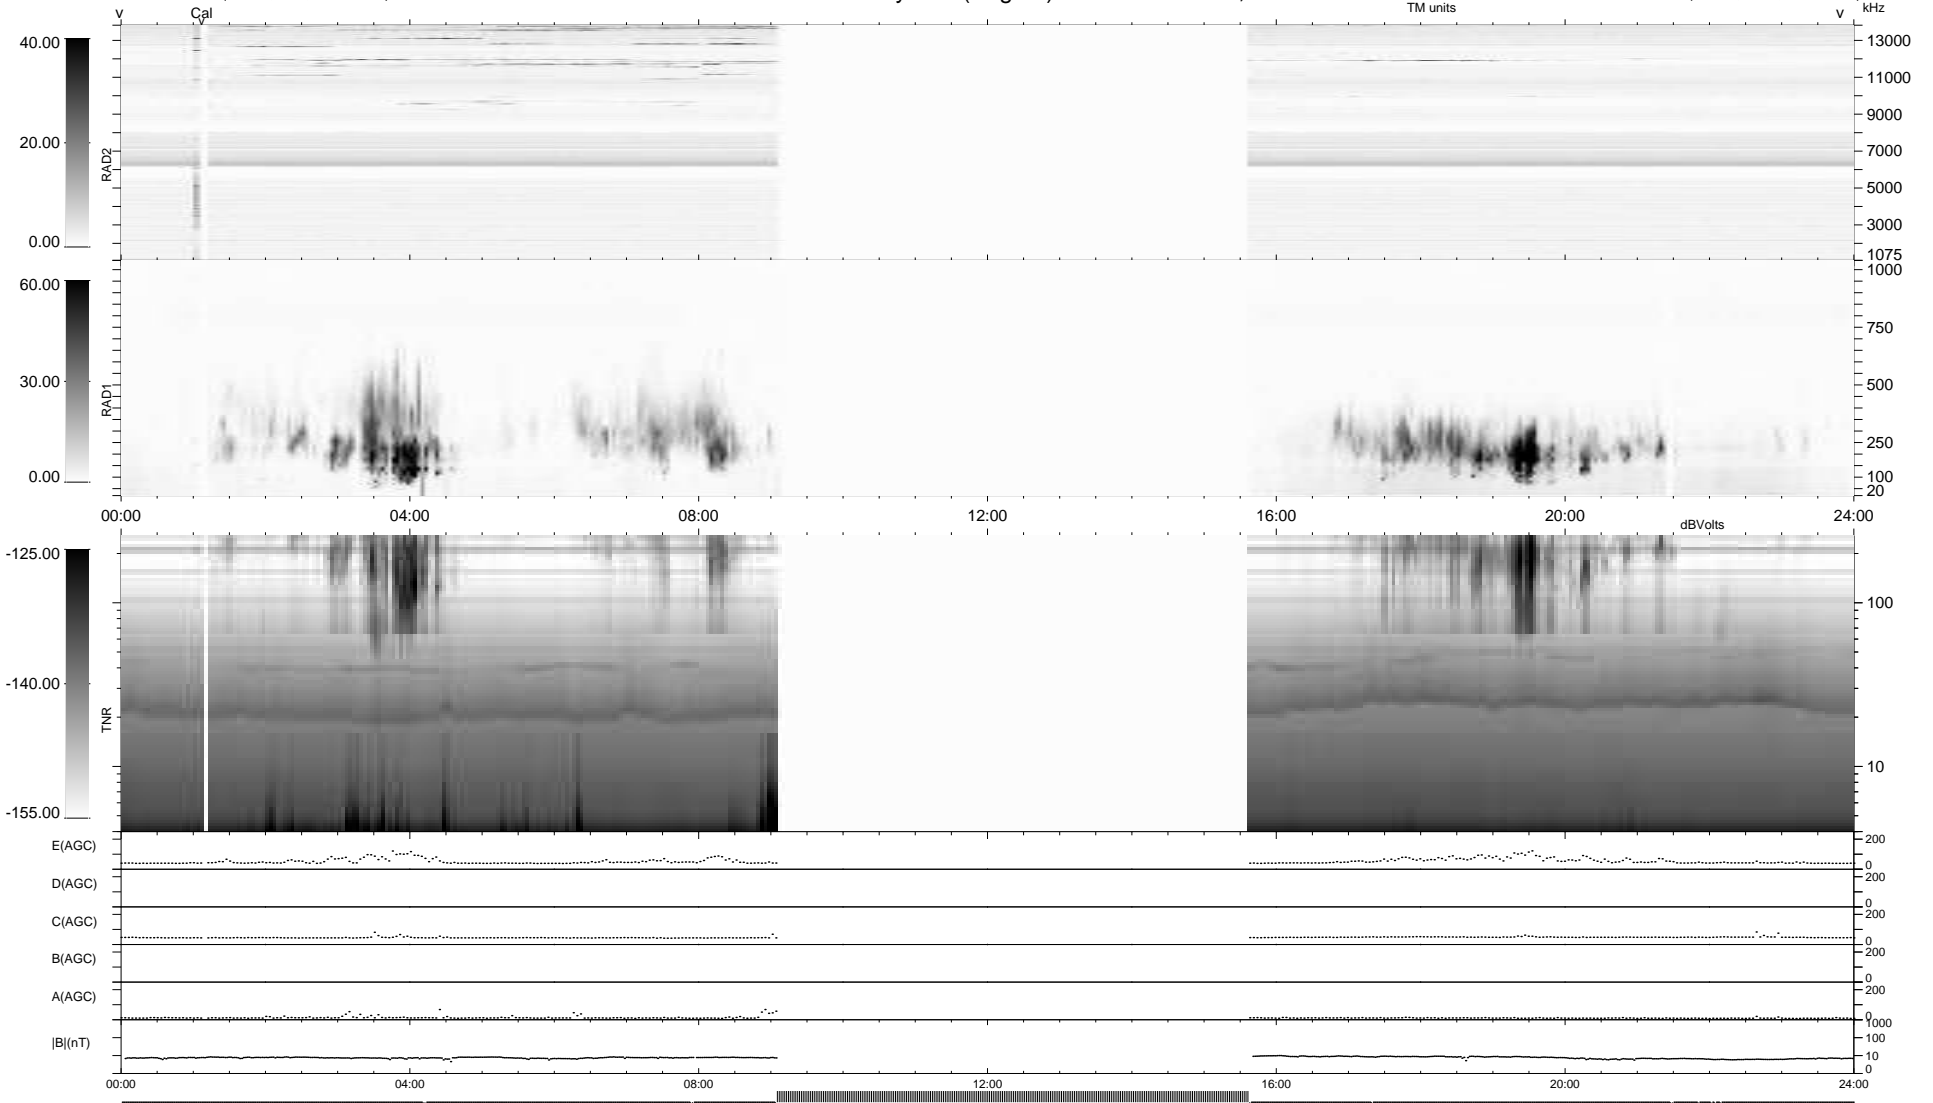 v Cal TM units v kHz
v
40.00
20.00
0.00
RAD2
13000
11000
9000
7000
5000
3000
1075
60.00
30.00
0.00
RAD1
1000
750
500
250
100
20
00:00 04:00 08:00 12:00 16:00 20:00 24:00
dBVolts
-125.00
-140.00
-155.00
TNR
100
10
E(AGC) 200
0
D(AGC) 200
0
C(AGC) 200
0
B(AGC) 200
0
A(AGC) 200
0
|B|(nT) 1000
100
10
0
00:00 04:00 08:00 12:00 16:00 20:00 24:00